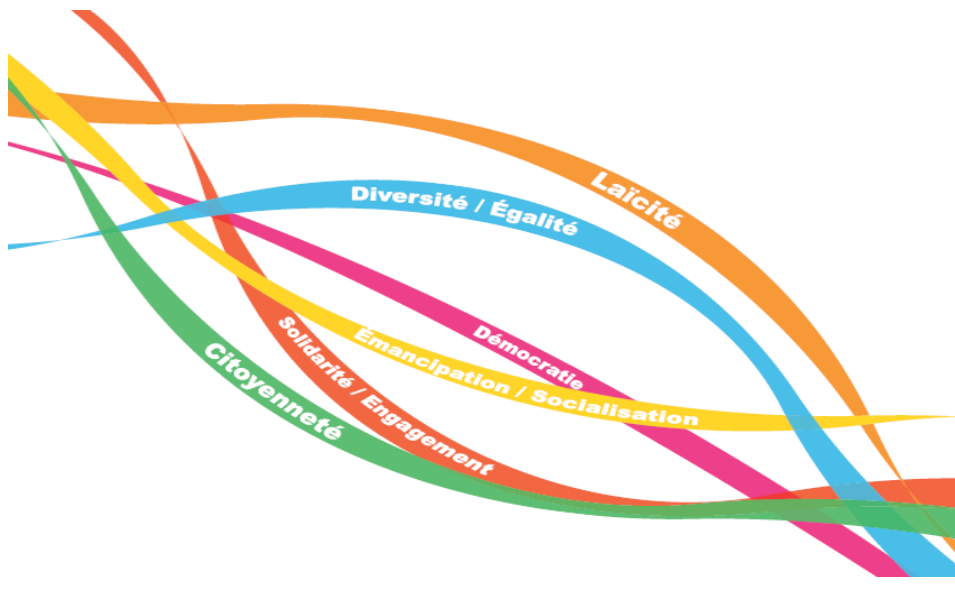 Laïcité
Diversité / Égalité
Démocratie
Émancipation / Socialisation
Solidarité / Engagement
Citoyenneté